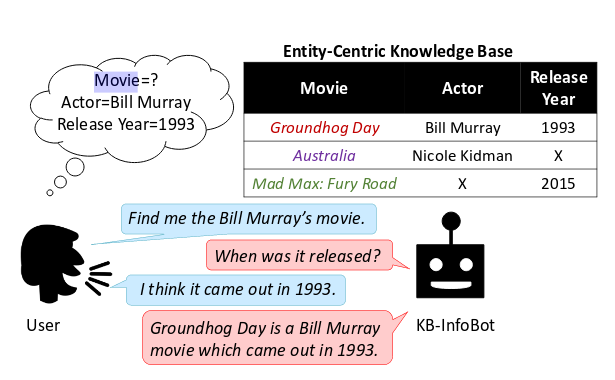 Movie=?
Actor=Bill Murray
Release Year=1993
Entity-Centric Knowledge Base
Movie Actor Release Year
Groundhog Day Bill Murray 1993
Australia Nicole Kidman X
Mad Max: Fury Road X 2015
Find me the Bill Murray's movie.
When was it released?
I think it came out in 1993.
Groundhog Day is a Bill Murray
movie which came out in 1993.
User
KB-InfoBot